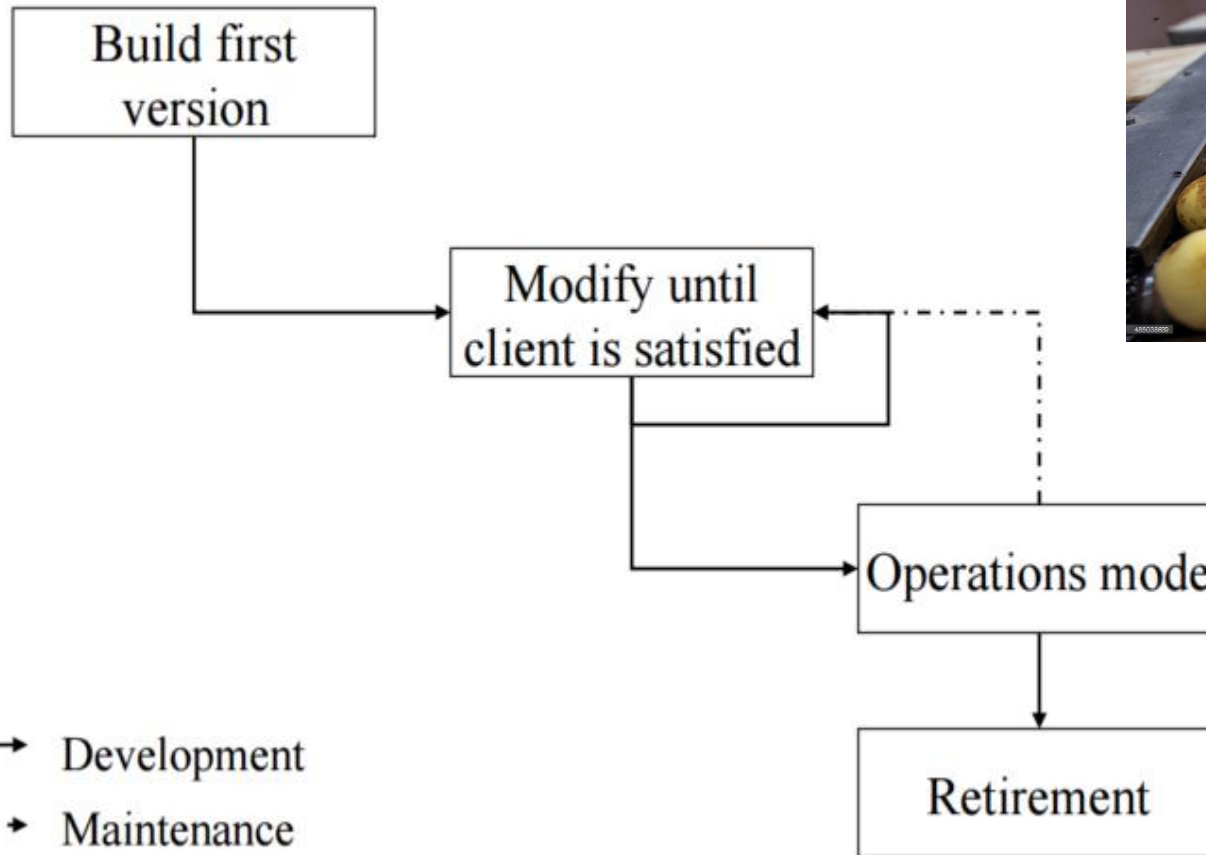 Build first
version
Modify until
client is satisfied
Operations mode
Retirement
Development
Maintenance